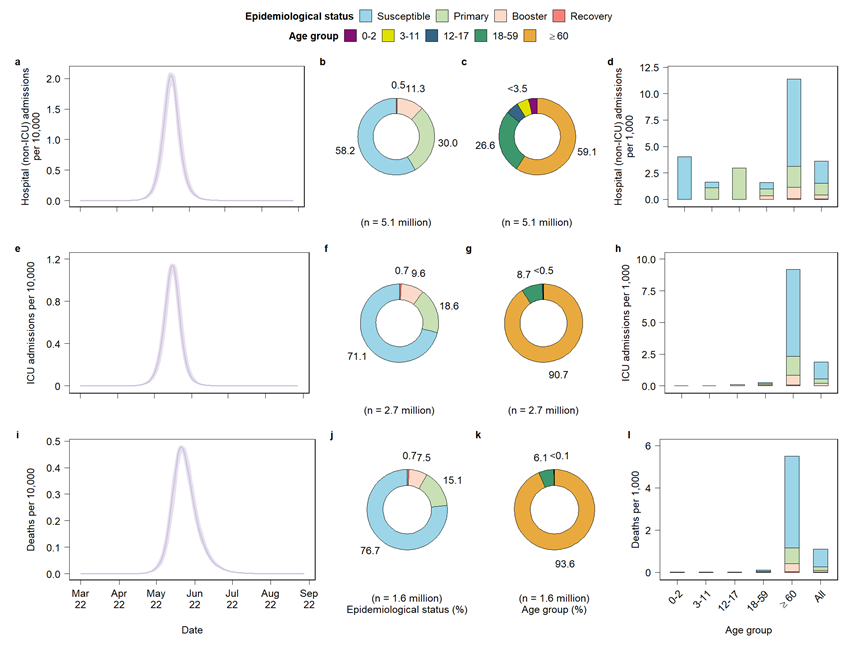 Epidemiological status Susceptible Primary Booster Recovery
Age group 0-2 3-11 12-17 18-59 ≥ 60
a b c d
Hospital (non-ICU) admissions
per 10,000
2.0
1.5
1.0
0.5
0.0
0.5 11.3
30.0
58.2
(n = 5.1 million)
<3.5
26.6
59.1
(n = 5.1 million)
Hospital (non-ICU) admissions
per 1,000
12.5
10.0
7.5
5.0
2.5
0.0
e f g h
ICU admissions per 10,000
1.2
0.8
0.4
0
0.7 9.6
18.6
71.1
(n = 2.7 million)
8.7 <0.5
90.7
(n = 2.7 million)
ICU admissions per 1,000
10.0
7.5
5.0
2.5
0.0
i j k l
Deaths per 10,000
0.5
0.4
0.3
0.2
0.1
0.0
Mar Apr May Jun Jul Aug Sep
22 22 22 22 22 22 22
Date
0.7 7.5
15.1
76.7
(n = 1.6 million)
Epidemiological status (%)
6.1 <0.1
93.6
(n = 1.6 million)
Age group (%)
Deaths per 1,000
6
4
2
0
0-2 3-11 12-17 18-59 ≥ 60 All
Age group